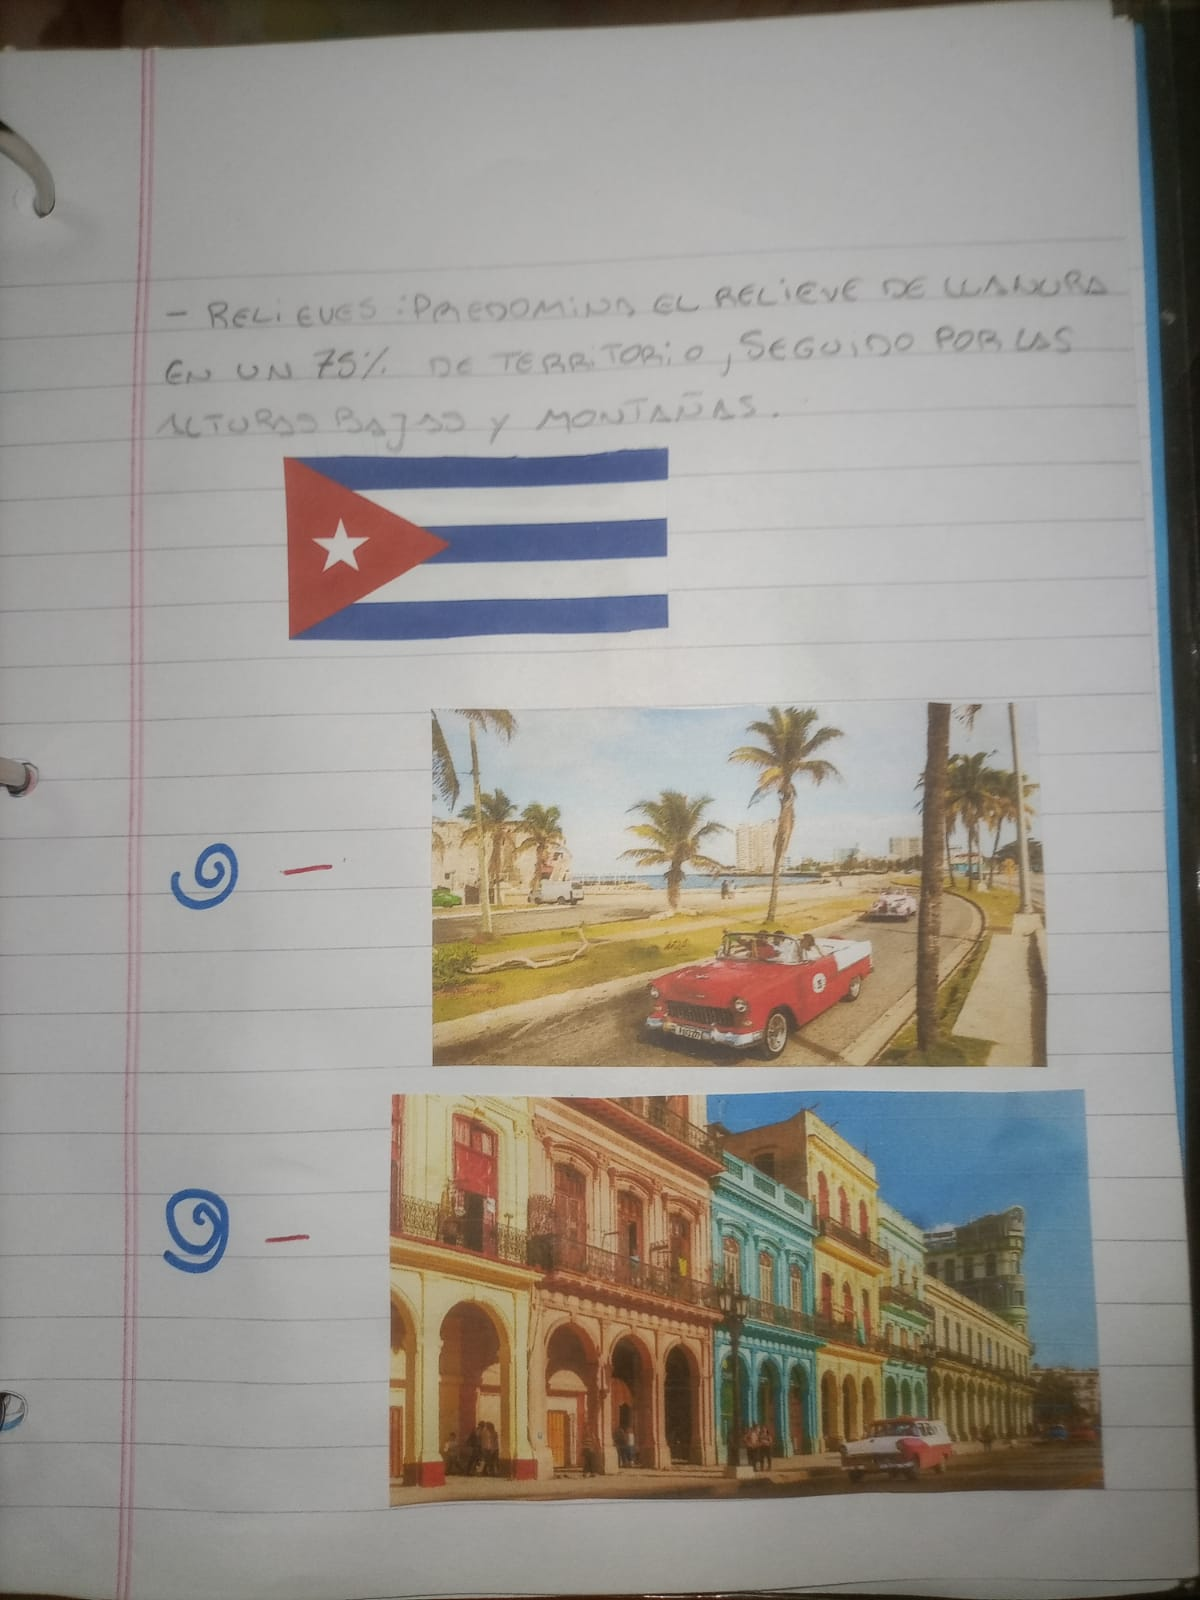 - RELIEVES: PREDOMINA EL RELIEVE DE LLANURA
EN UN 75% DE TERRITORIO, SEGUIDO POR LAS
ALTURAS BAJAS Y MONTAÑAS.